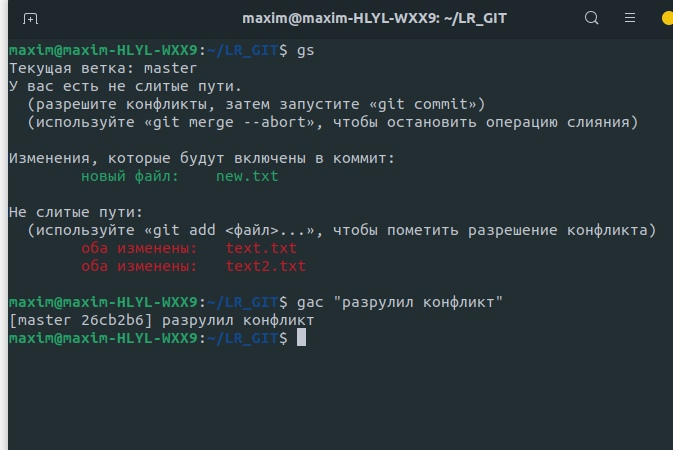 maxim@maxim-HLYL-WXX9: ~/LR_GIT
maxim@maxim-HLYL-WXX9:~/LR_GIT$ gs
Текущая ветка: master
У вас есть не слитые пути.
  (разрешите конфликты, затем запустите «git commit»)
  (используйте «git merge --abort», чтобы остановить операцию слияния)

Изменения, которые будут включены в коммит:
        новый файл:    new.txt

Не слитые пути:
  (используйте «git add <файл>...», чтобы пометить разрешение конфликта)
        оба изменены:   text.txt
        оба изменены:   text2.txt

maxim@maxim-HLYL-WXX9:~/LR_GIT$ gac "разрулил конфликт"
[master 26cb2b6] разрулил конфликт
maxim@maxim-HLYL-WXX9:~/LR_GIT$